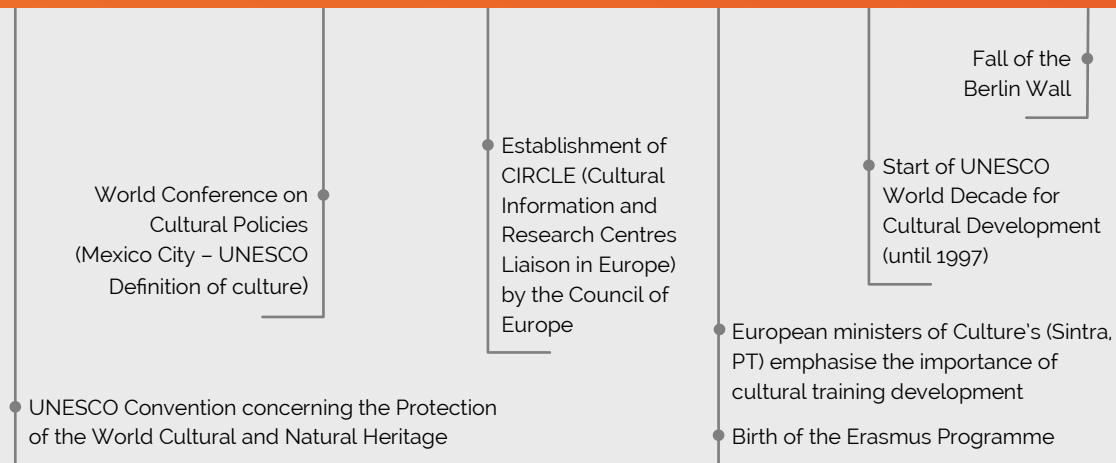 UNESCO Convention concerning the Protection
of the World Cultural and Natural Heritage
World Conference on
Cultural Policies
(Mexico City – UNESCO
Definition of culture)
Establishment of
CIRCLE (Cultural
Information and
Research Centres
Liaison in Europe)
by the Council of
Europe
European ministers of Culture's (Sintra,
PT) emphasise the importance of
cultural training development
Birth of the Erasmus Programme
Start of UNESCO
World Decade for
Cultural Development
(until 1997)
Fall of the
Berlin Wall